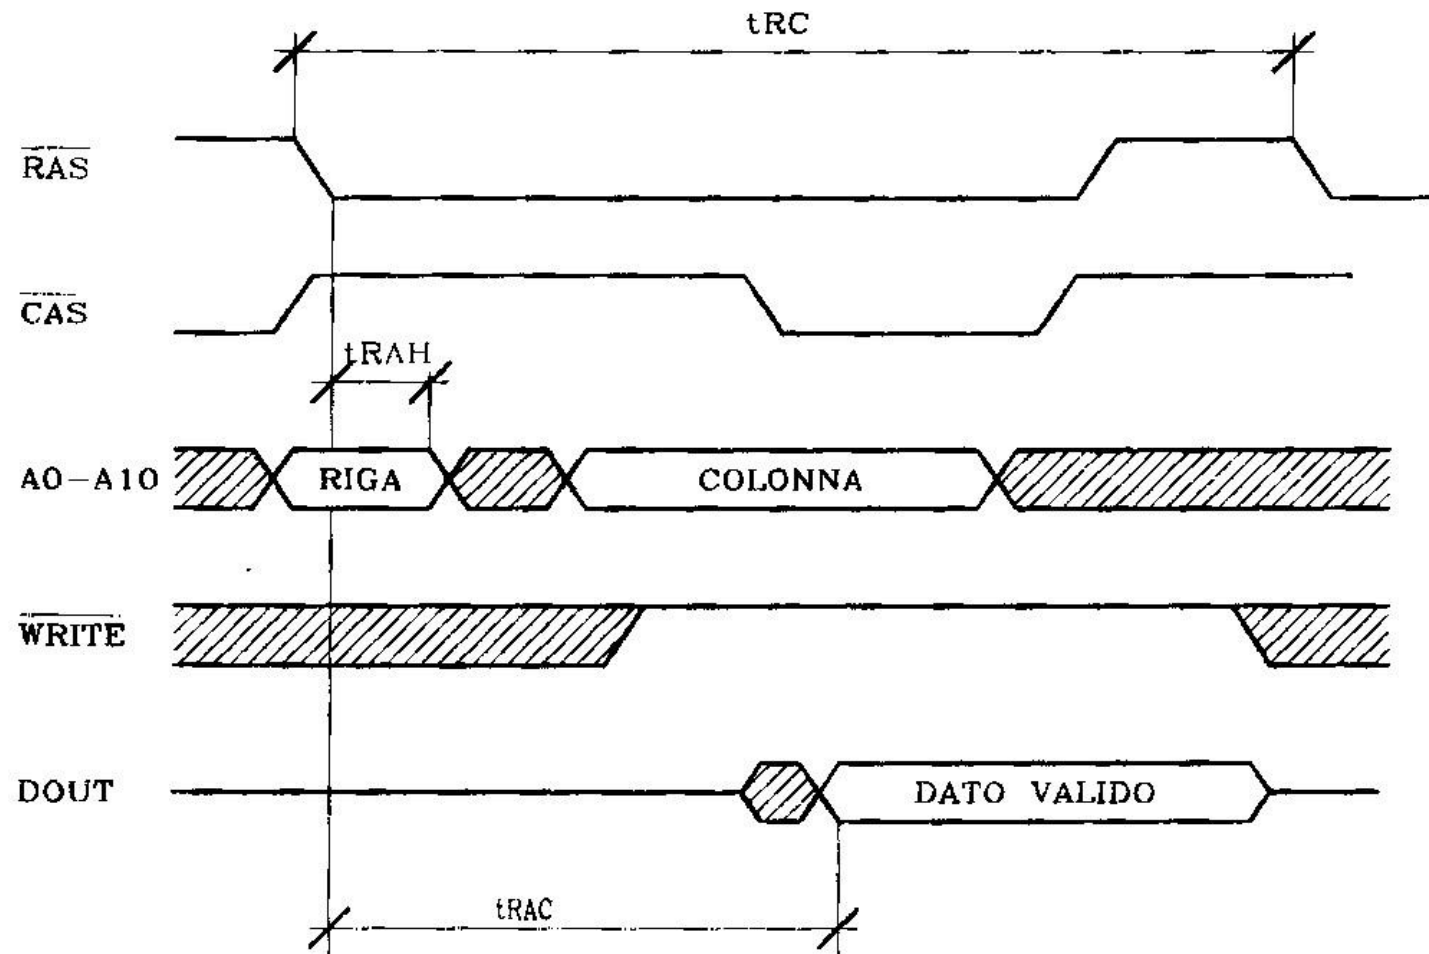 tRC
RAS
CAS
tRAH
A0-A10
RIGA
COLONNA
WRITE
DOUT
DATO VALIDO
tRAC